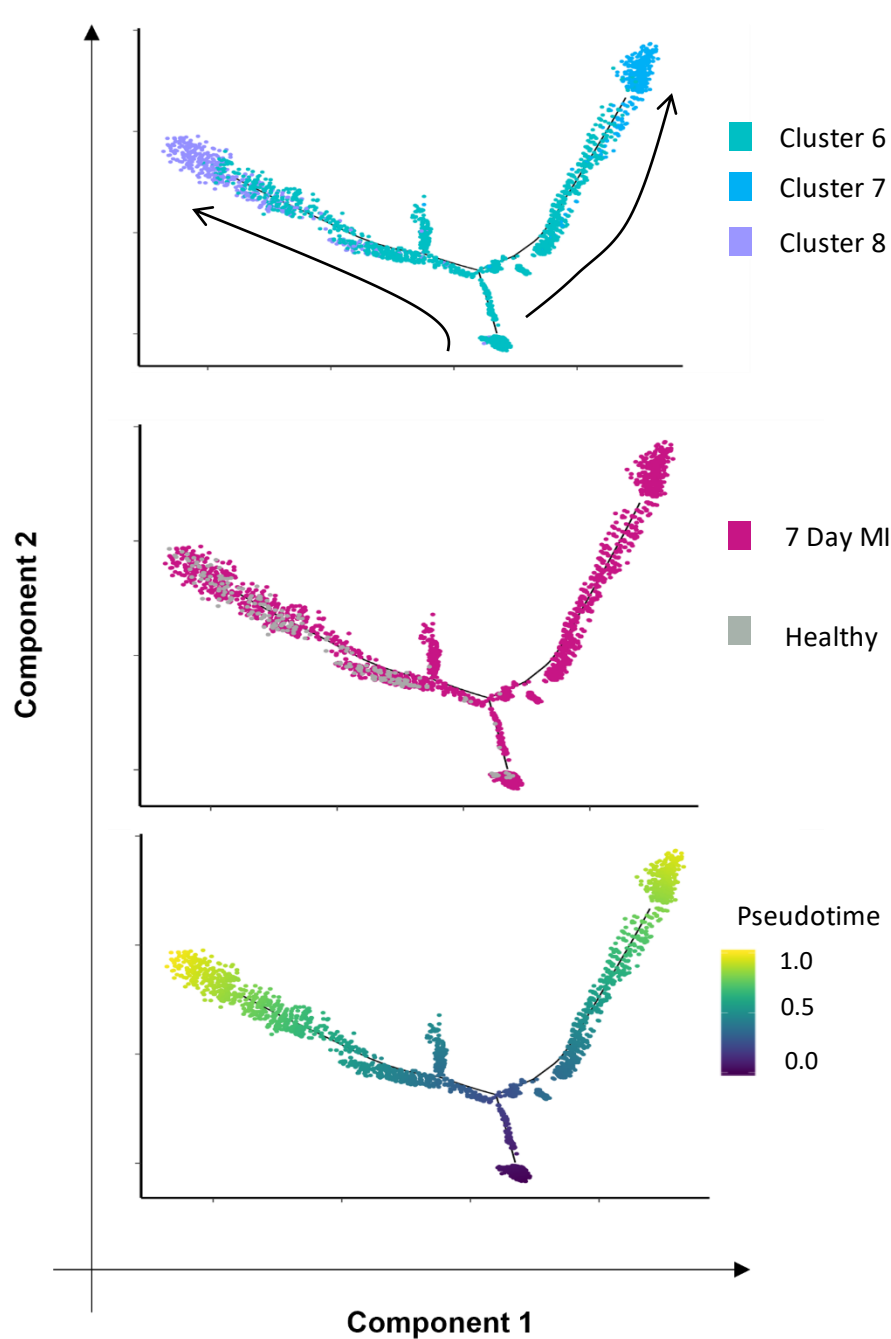 Cluster 6
Cluster 7
Cluster 8
Component 2
7 Day MI
Healthy
Pseudotime
1.0
0.5
0.0
Component 1